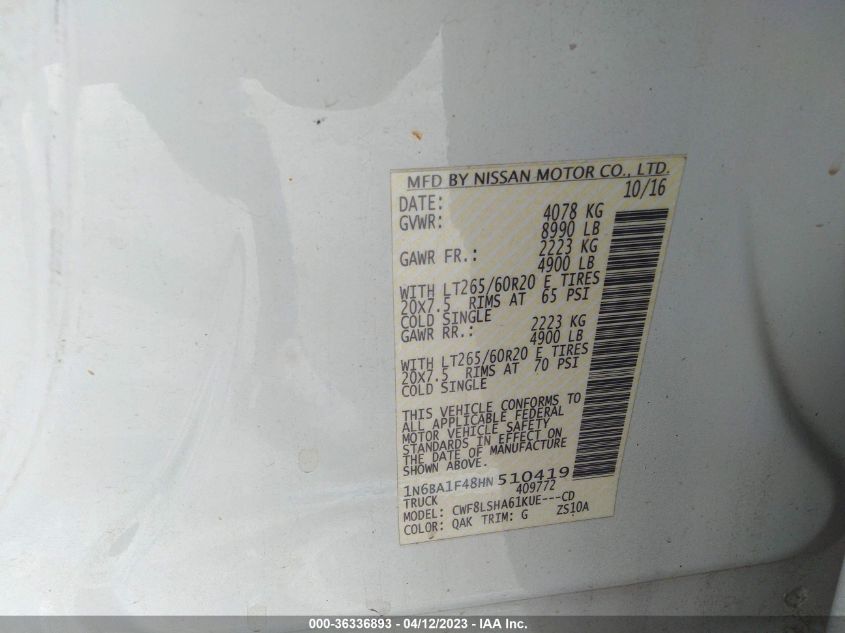 MFD BY NISSAN MOTOR CO., LTD.
DATE: 10/16
GVWR: 4078 KG
8990 LB
GAWR FR.: 2223 KG
4900 LB
WITH LT265/60R20 E TIRES
20X7.5 RIMS AT 65 PSI
COLD SINGLE
GAWR RR.: 2223 KG
4900 LB
WITH LT265/60R20 E TIRES
20X7.5 RIMS AT 70 PSI
COLD SINGLE
THIS VEHICLE CONFORMS TO
ALL APPLICABLE FEDERAL
MOTOR VEHICLE SAFETY
STANDARDS IN EFFECT ON
THE DATE OF MANUFACTURE
SHOWN ABOVE.
1N6BA1F48HN510419
TRUCK 409772
MODEL: CWF8LSHA61KUE---CD
COLOR: QAK TRIM: G ZS10A
000-36336893 - 04/12/2023 - IAA Inc.